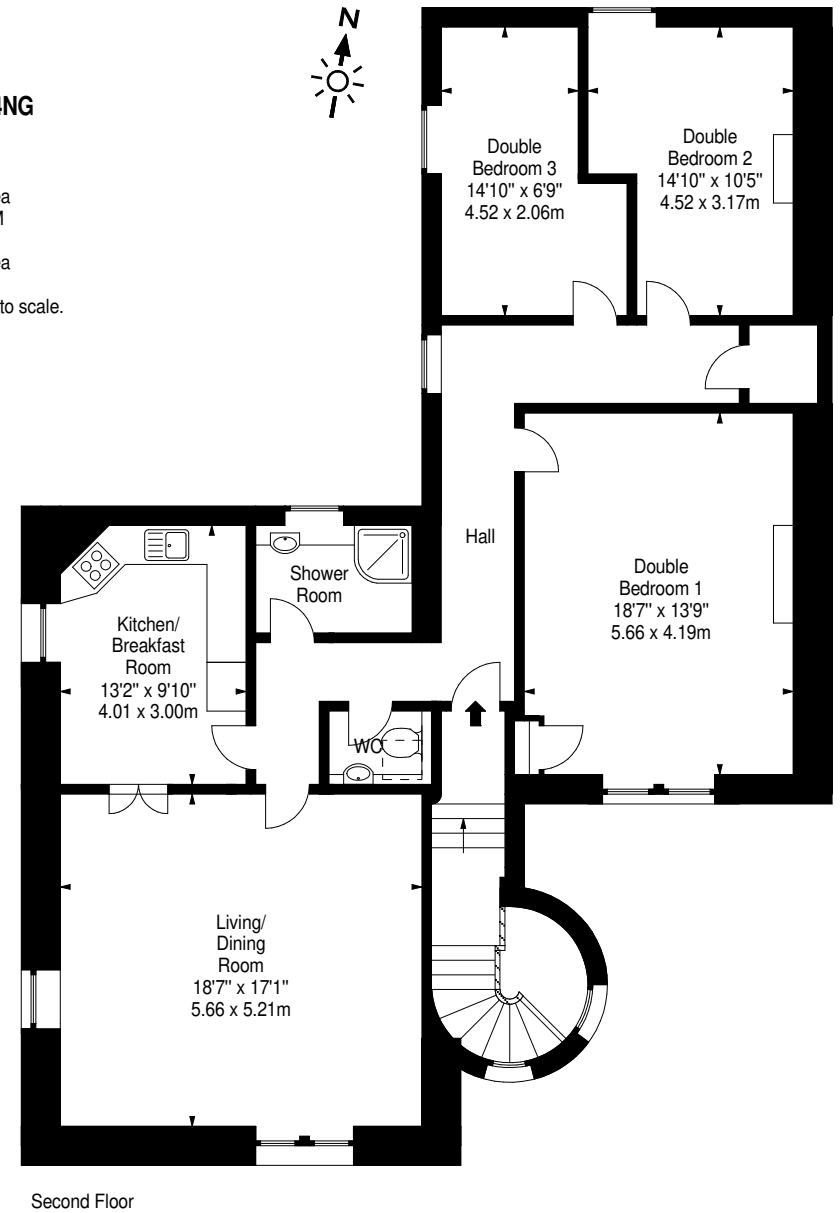 N
Double
Bedroom 3
14'10" x 6'9"
4.52 x 2.06m
Double
Bedroom 2
14'10" x 10'5"
4.52 x 3.17m
to scale.
Hall
Double
Bedroom 1
18'7" x 13'9"
5.66 x 4.19m
Shower
Room
Kitchen/
Breakfast
Room
13'2" x 9'10"
4.01 x 3.00m
WC
Living/
Dining
Room
18'7" x 17'1"
5.66 x 5.21m
Second Floor